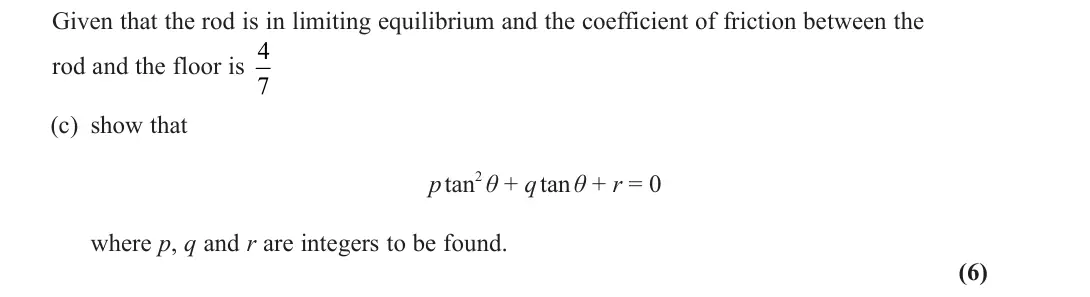 Given that the rod is in limiting equilibrium and the coefficient of friction between the
rod and the floor is 4/7
(c) show that
p tan² θ + q tan θ + r = 0
where p, q and r are integers to be found.
(6)